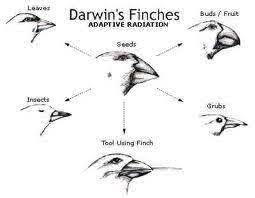 Darwin's Finches
ADAPTIVE RADIATION
Leaves
Buds / Fruit
Seeds
Insects
Grubs
Tool Using Finch